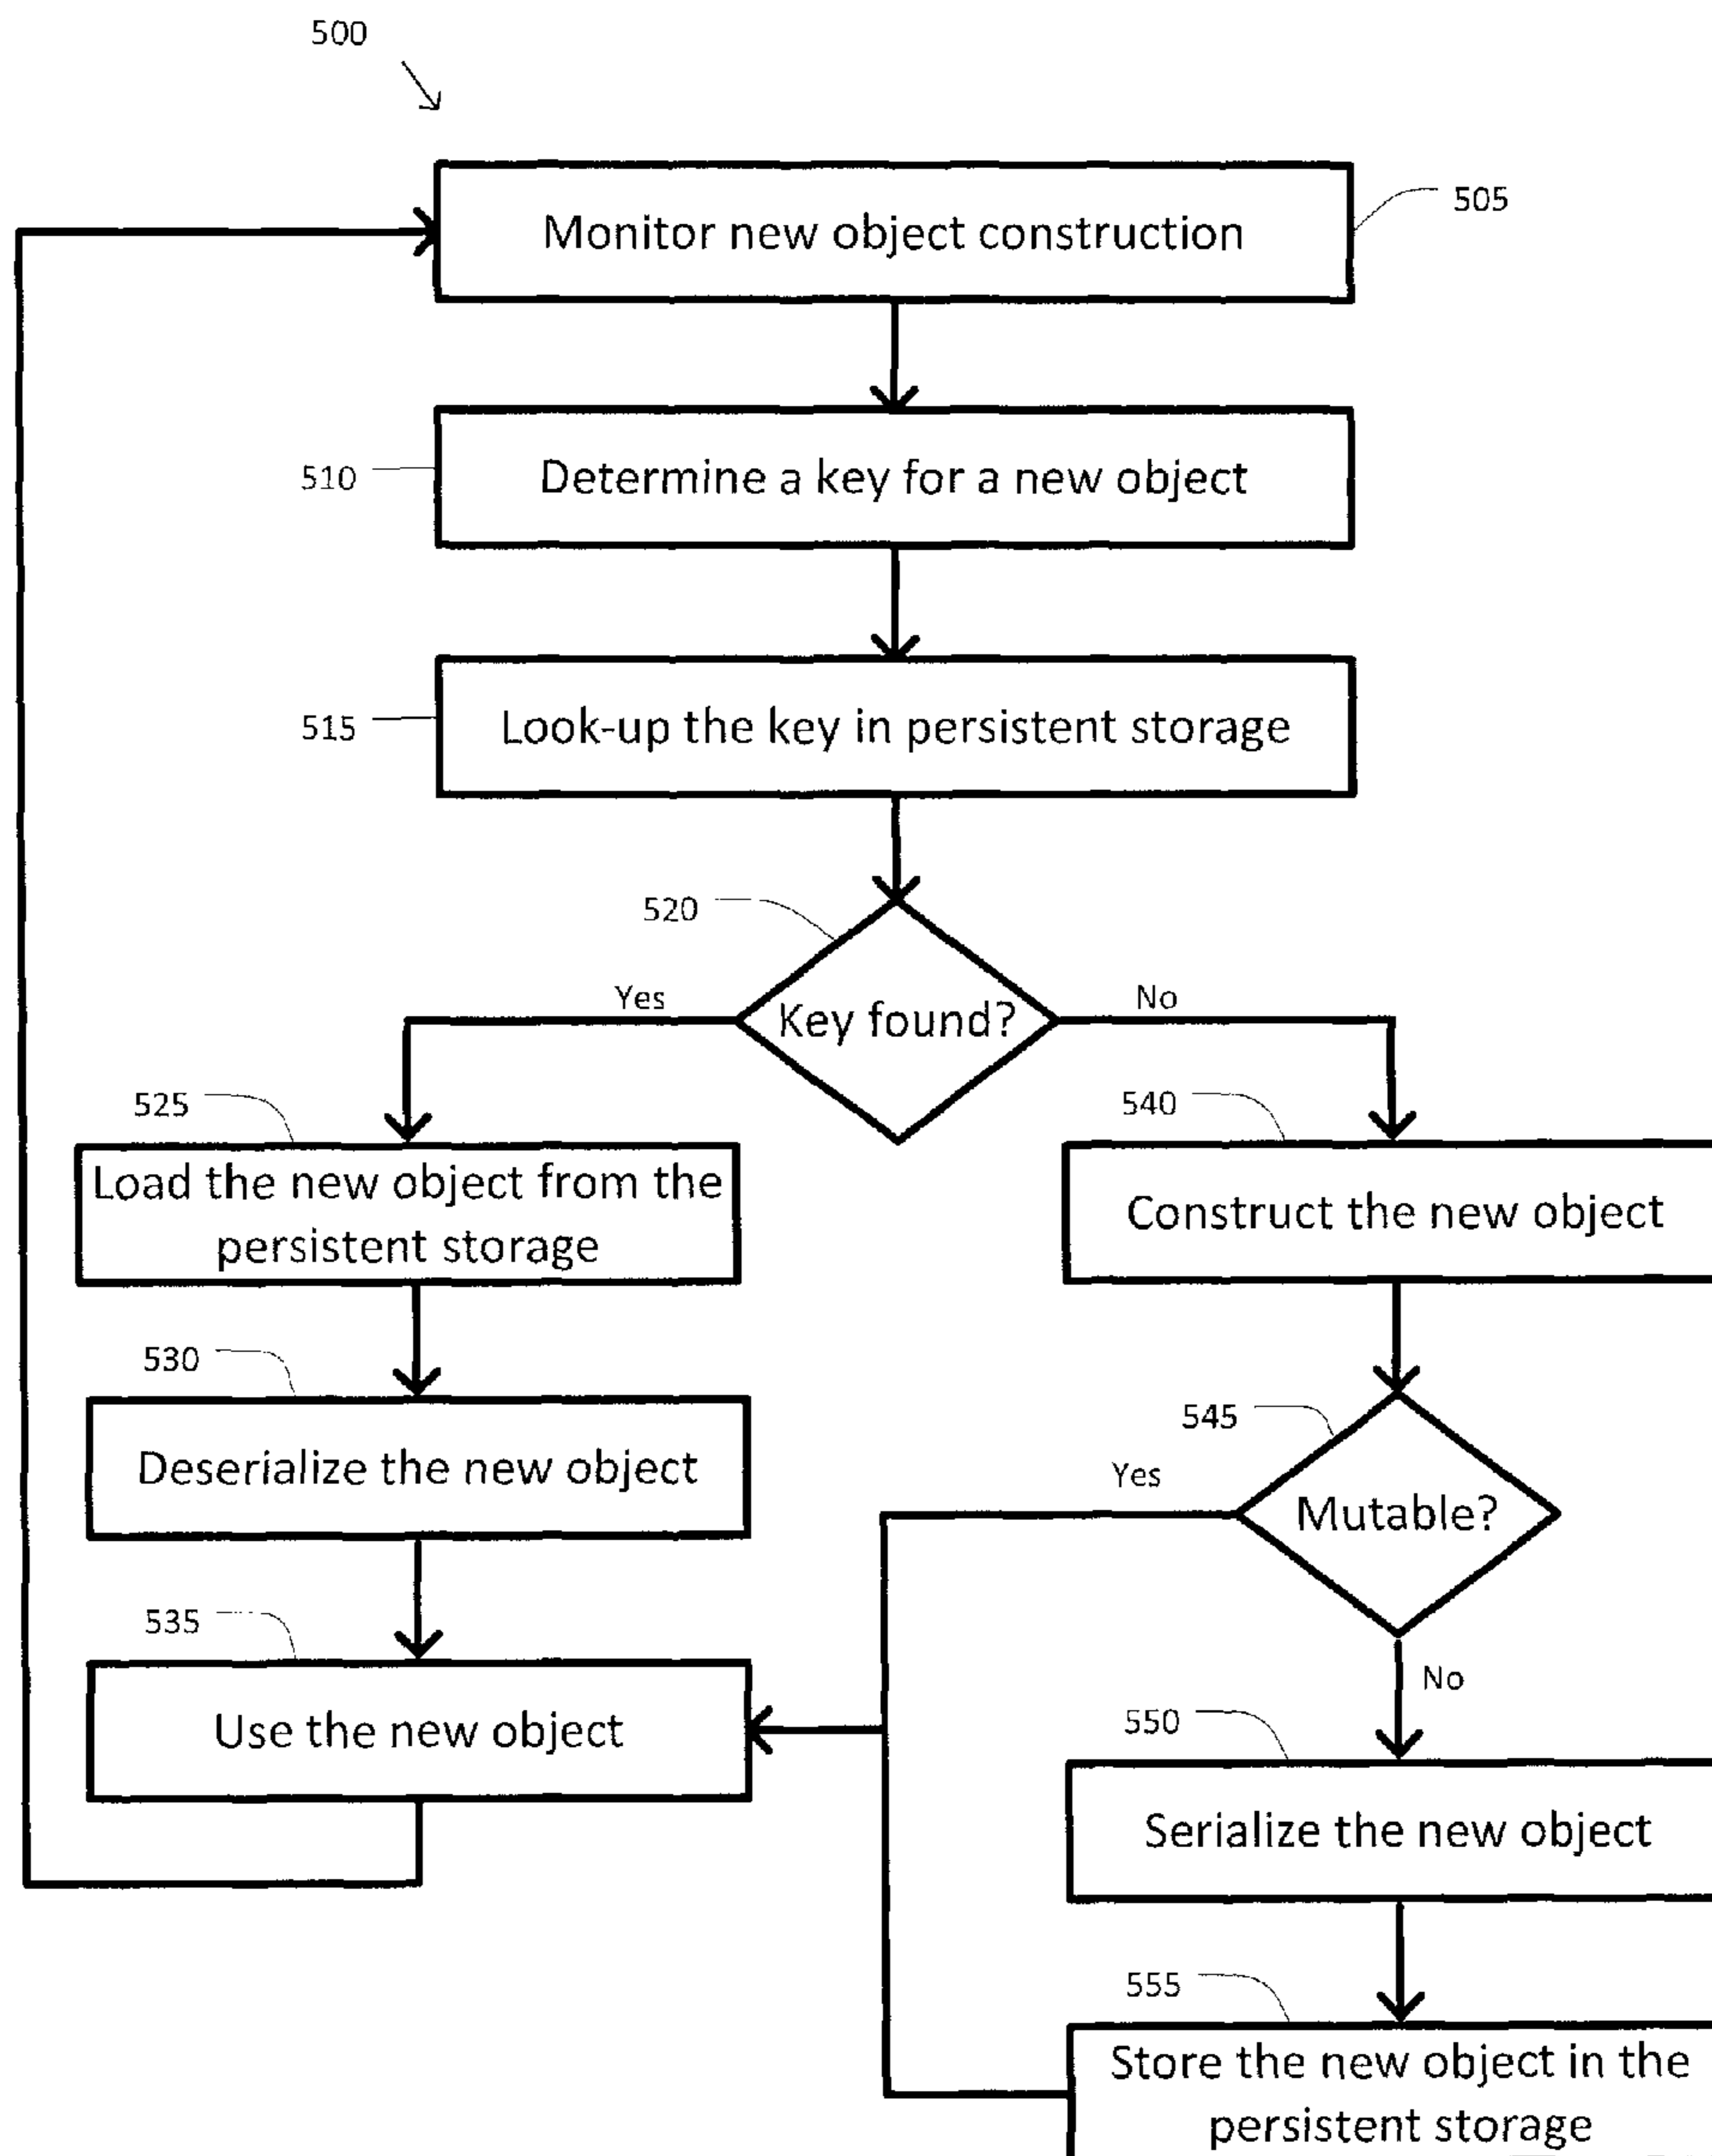 500
Monitor new object construction
505
510
Determine a key for a new object
515
Look-up the key in persistent storage
520
Key found?
Yes
No
525
Load the new object from the
persistent storage
540
Construct the new object
530
Deserialize the new object
545
Mutable?
Yes
No
535
Use the new object
550
Serialize the new object
555
Store the new object in the
persistent storage